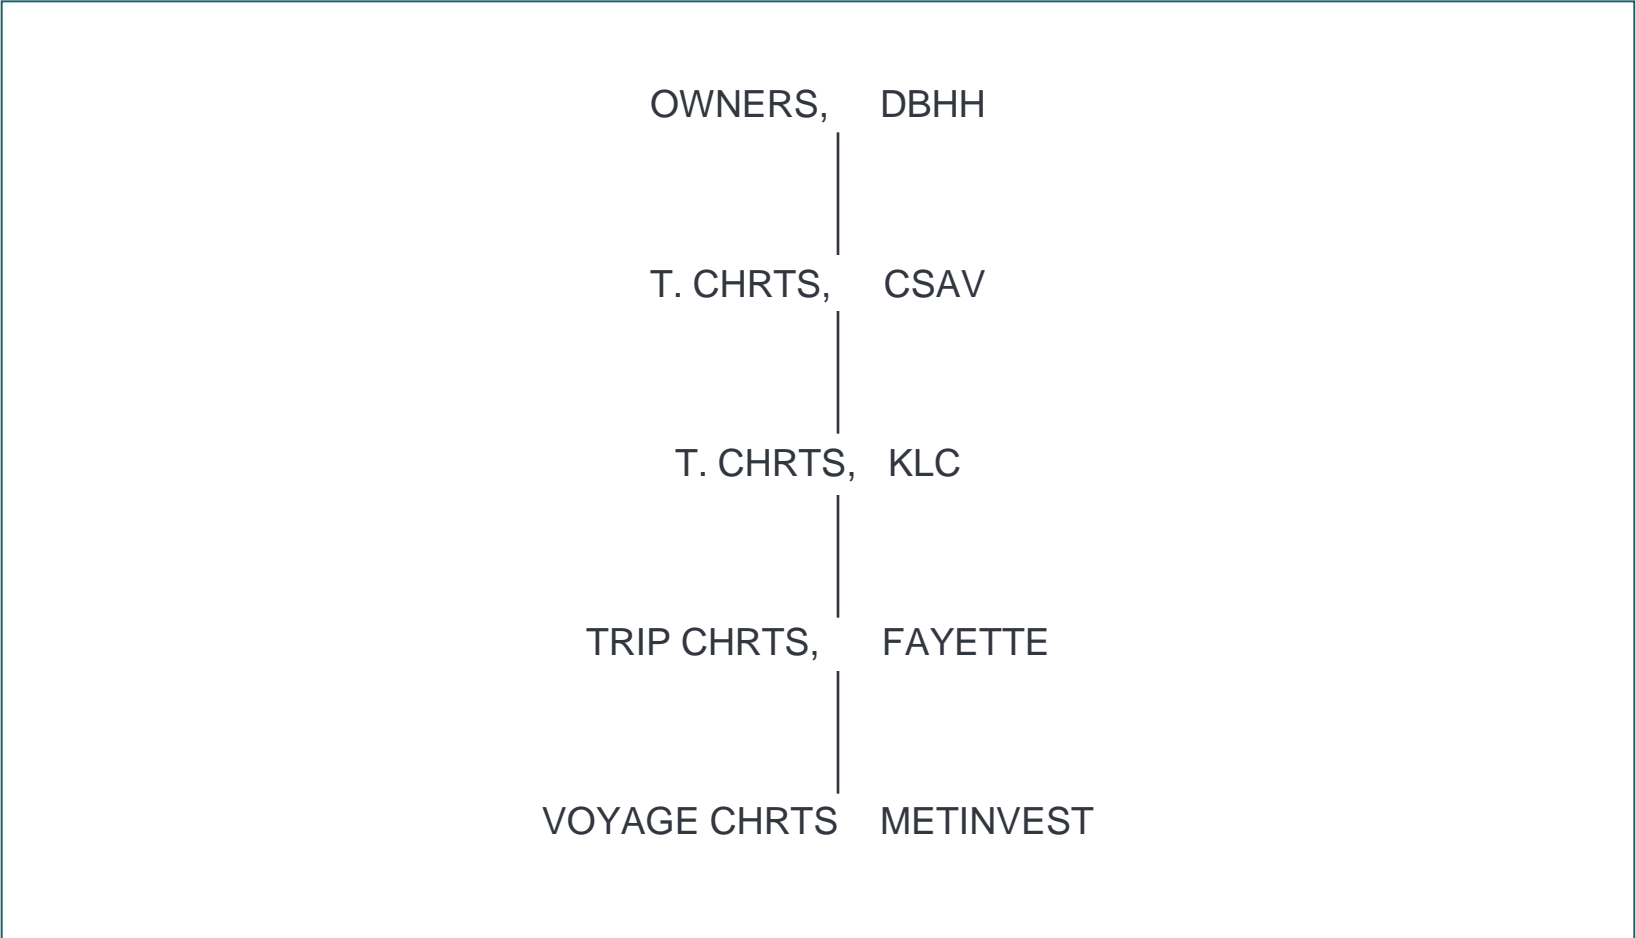 OWNERS, DBHH
T. CHRTS, CSAV
T. CHRTS, KLC
TRIP CHRTS, FAYETTE
VOYAGE CHRTS METINVEST